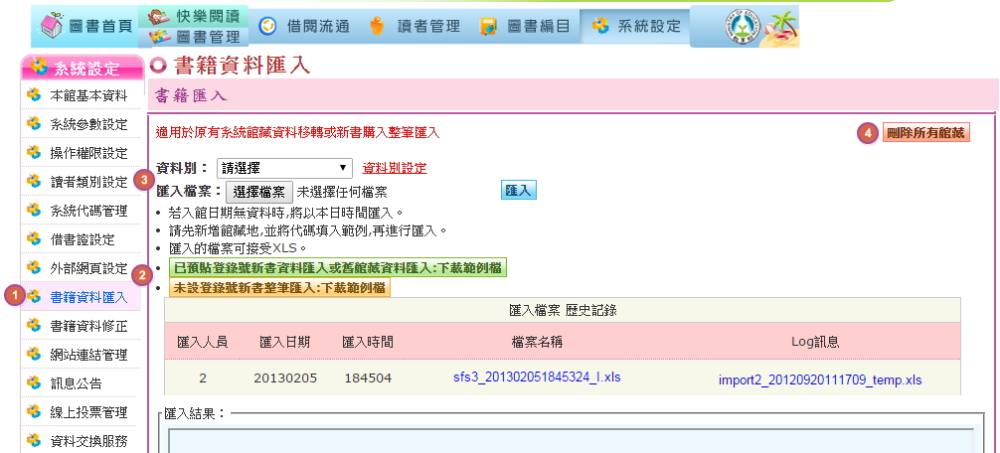 圖書首頁
快樂閱讀
圖書管理
借閱流通
讀者管理
圖書編目
系統設定
系統設定
本館基本資料
系統參數設定
操作權限設定
讀者類別設定
系統代碼管理
借書證設定
外部網頁設定
1 書籍資料匯入
書籍資料修正
網站連結管理
訊息公告
線上投票管理
資料交換服務
書籍資料匯入
書籍匯入
適用於原有系統館藏資料移轉或新書購入整筆匯入
4 刪除所有館藏
資料別： 請選擇 ▼ 資料別設定
3 匯入檔案： 選擇檔案 未選擇任何檔案 匯入
• 若入館日期無資料時,將以本日時間匯入。
• 請先新增館藏地,並將代碼填入範例,再進行匯入。
• 匯入的檔案可接受XLS。
2 • 已預貼登錄號新書資料匯入或舊館藏資料匯入:下載範例檔
• 未設登錄號新書整筆匯入:下載範例檔
匯入檔案 歷史記錄
匯入人員 匯入日期 匯入時間 檔案名稱 Log訊息
2 20130205 184504 sfs3_201302051845324_l.xls import2_20120920111709_temp.xls
匯入結果：